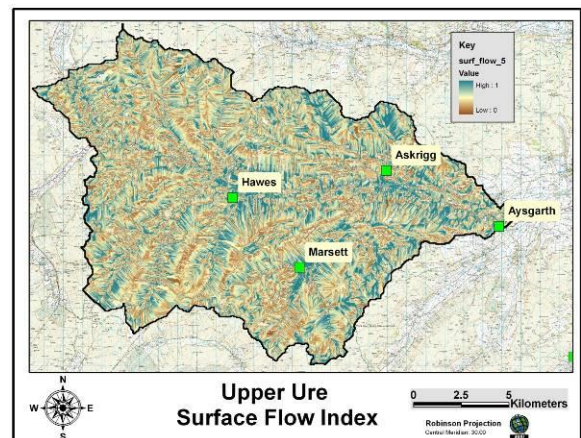 Key
surf_flow_5
Value
High : 1
Low : 0
Askrigg
Hawes
Aysgarth
Marsett
N
W
E
S
Upper Ure
Surface Flow Index
0 2.5 5
Kilometers
Robinson Projection
Central Meridian: 30.00